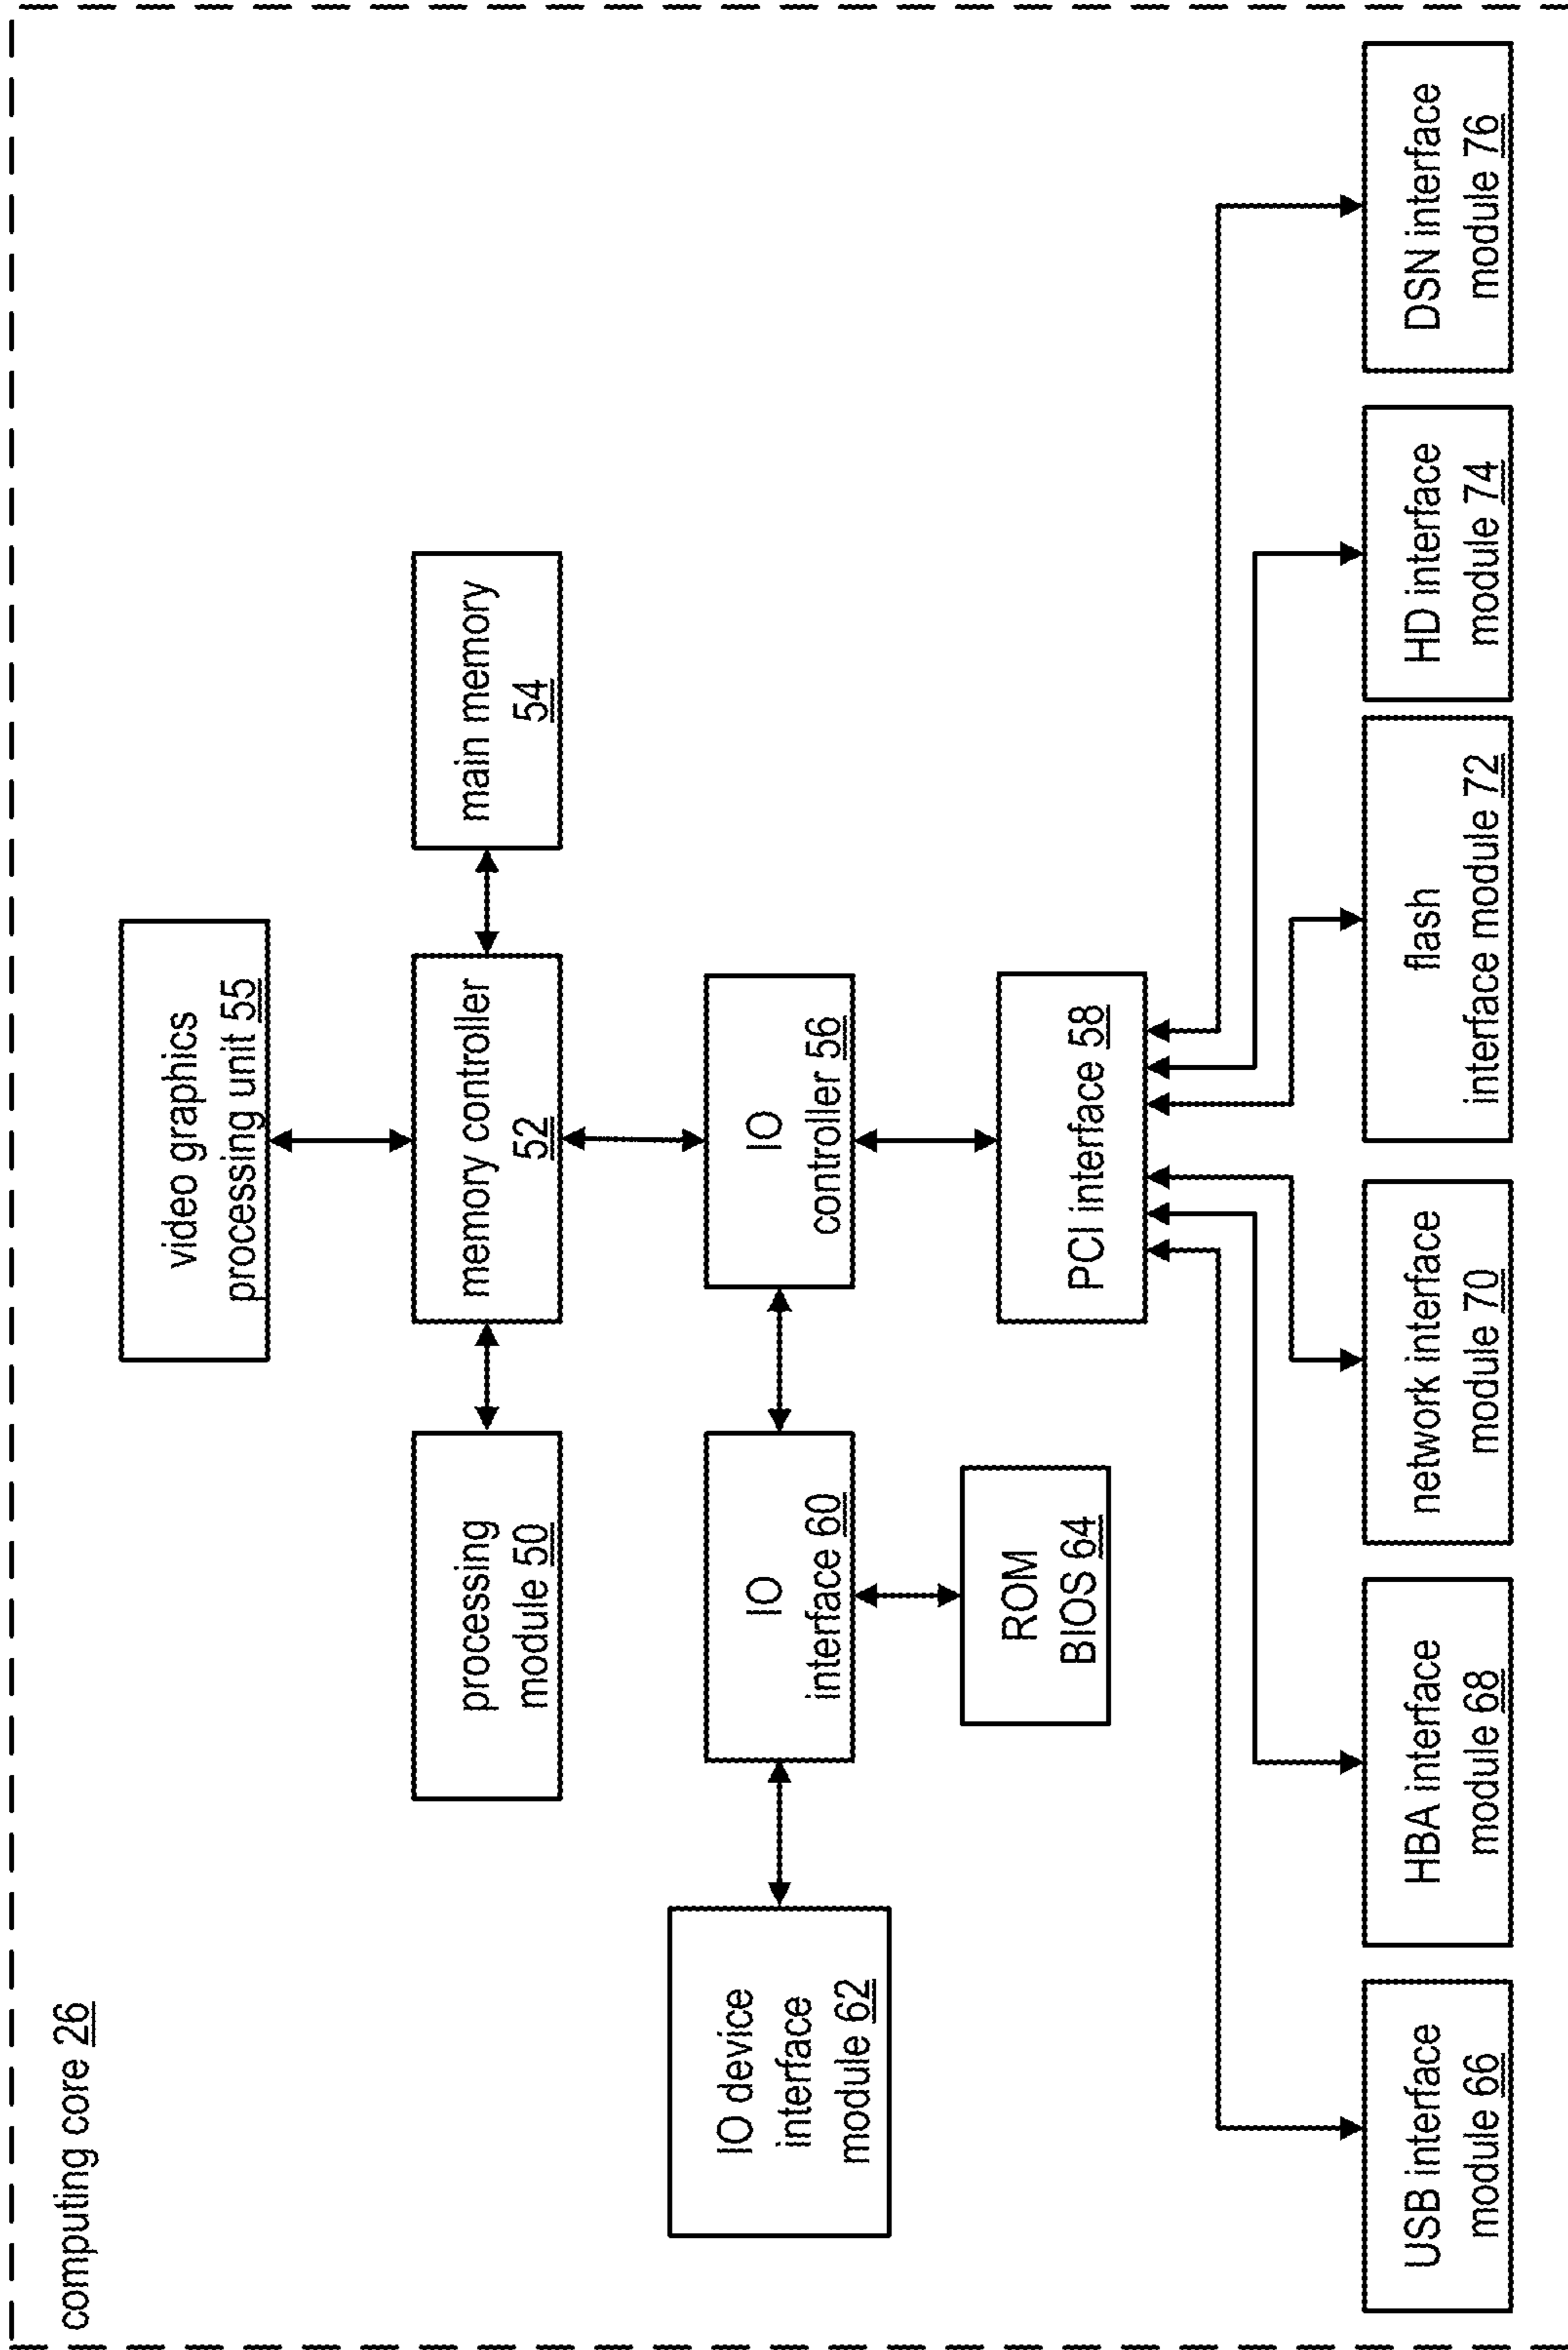 computing core 26
video graphics
processing unit 55
processing
module 50
memory controller
52
main memory
54
IO device
interface
module 62
IO
interface 60
IO
controller 56
ROM
BIOS 64
PCI interface 58
USB interface
module 66
HBA interface
module 68
network interface
module 70
flash
interface module 72
HD interface
module 74
DSN interface
module 76